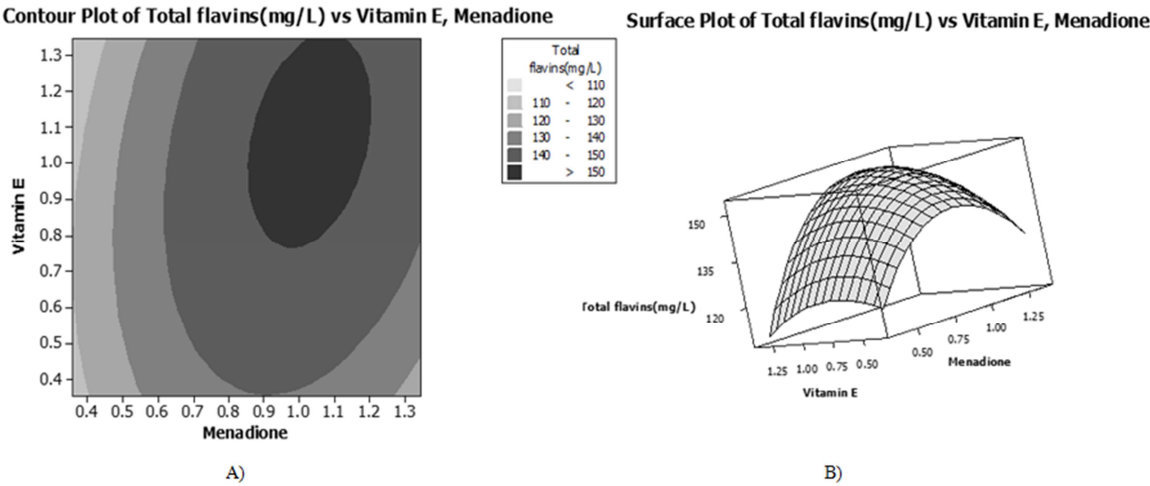 Contour Plot of Total flavins(mg/L) vs Vitamin E, Menadione
Vitamin E
1.3
1.2
1.1
1.0
0.9
0.8
0.7
0.6
0.5
0.4
0.4 0.5 0.6 0.7 0.8 0.9 1.0 1.1 1.2 1.3
Menadione
Total
flavins(mg/L)
< 110
110 - 120
120 - 130
130 - 140
140 - 150
> 150
A)
Surface Plot of Total flavins(mg/L) vs Vitamin E, Menadione
150
135
120
Total flavins(mg/L)
1.25 1.00 0.75 0.50
Vitamin E
0.50 0.75 1.00 1.25
Menadione
B)